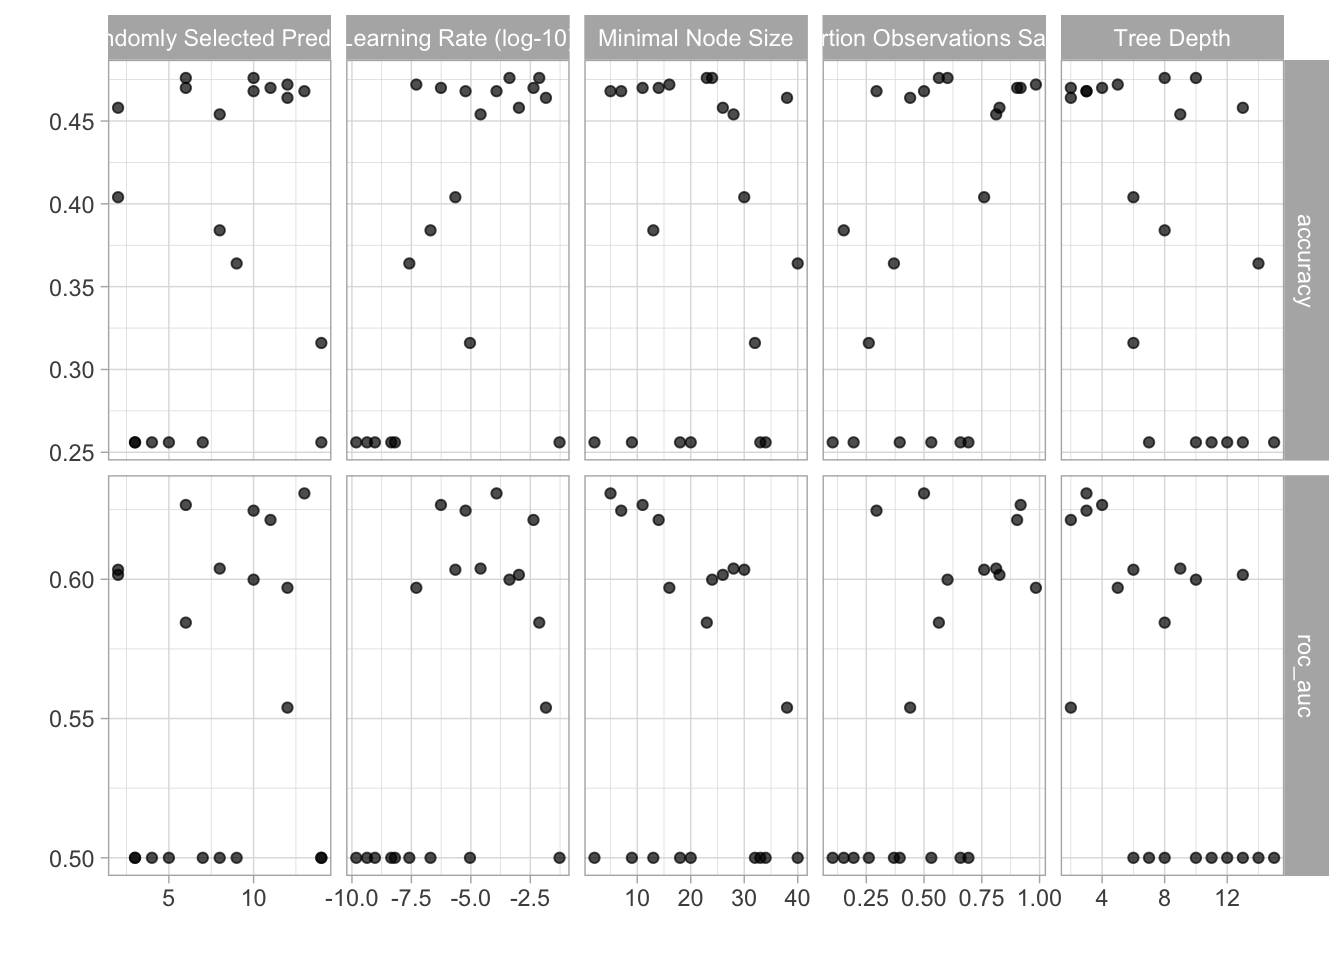 ndomly Selected Pred
Learning Rate (log-10)
Minimal Node Size
rtion Observations Sa
Tree Depth
0.45
0.40
0.35
0.30
0.25
accuracy
0.60
0.55
0.50
roc_auc
5 10
-10.0 -7.5 -5.0 -2.5
10 20 30 40
0.25 0.50 0.75 1.00
4 8 12